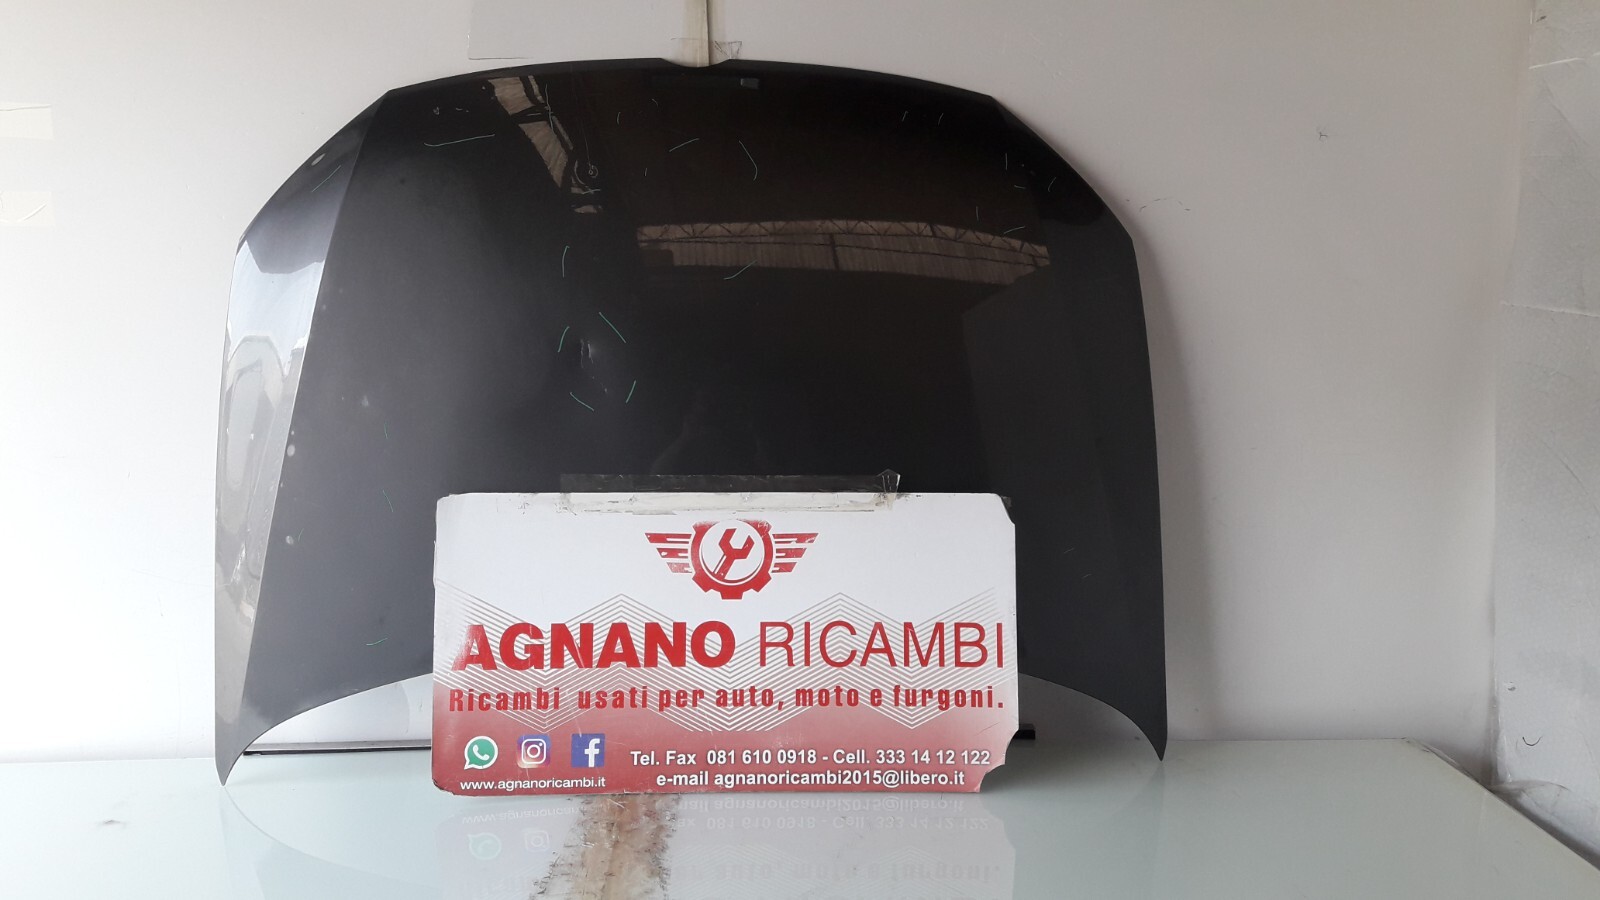 AGNANO RICAMBI
Ricambi usati per auto, moto e furgoni.
Tel. Fax 081 610 0918 - Cell. 333 14 12 122
www.agnanoricambi.it
e-mail agnanoricambi2015@libero.it